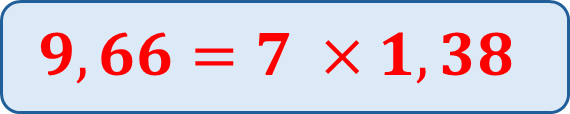 9,66 = 7 × 1,38